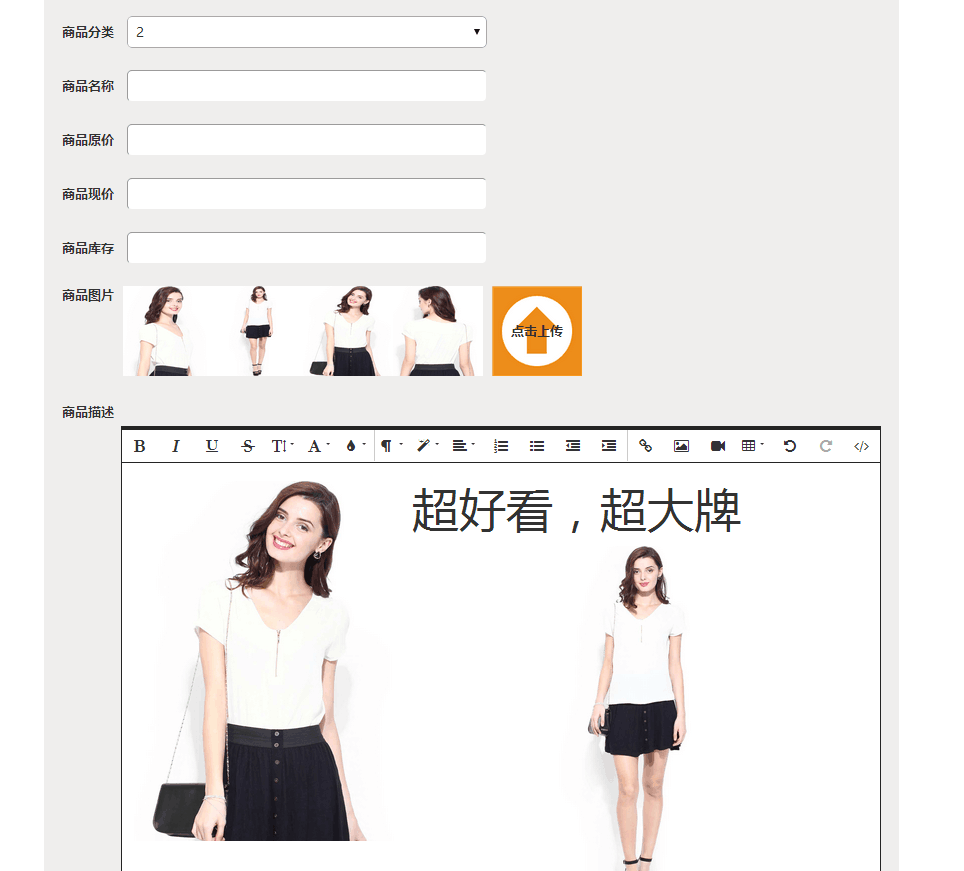 商品分类 2
商品名称
商品原价
商品现价
商品库存
商品图片 点击上传
商品描述
B I U S T A ¶ </>
超好看，超大牌